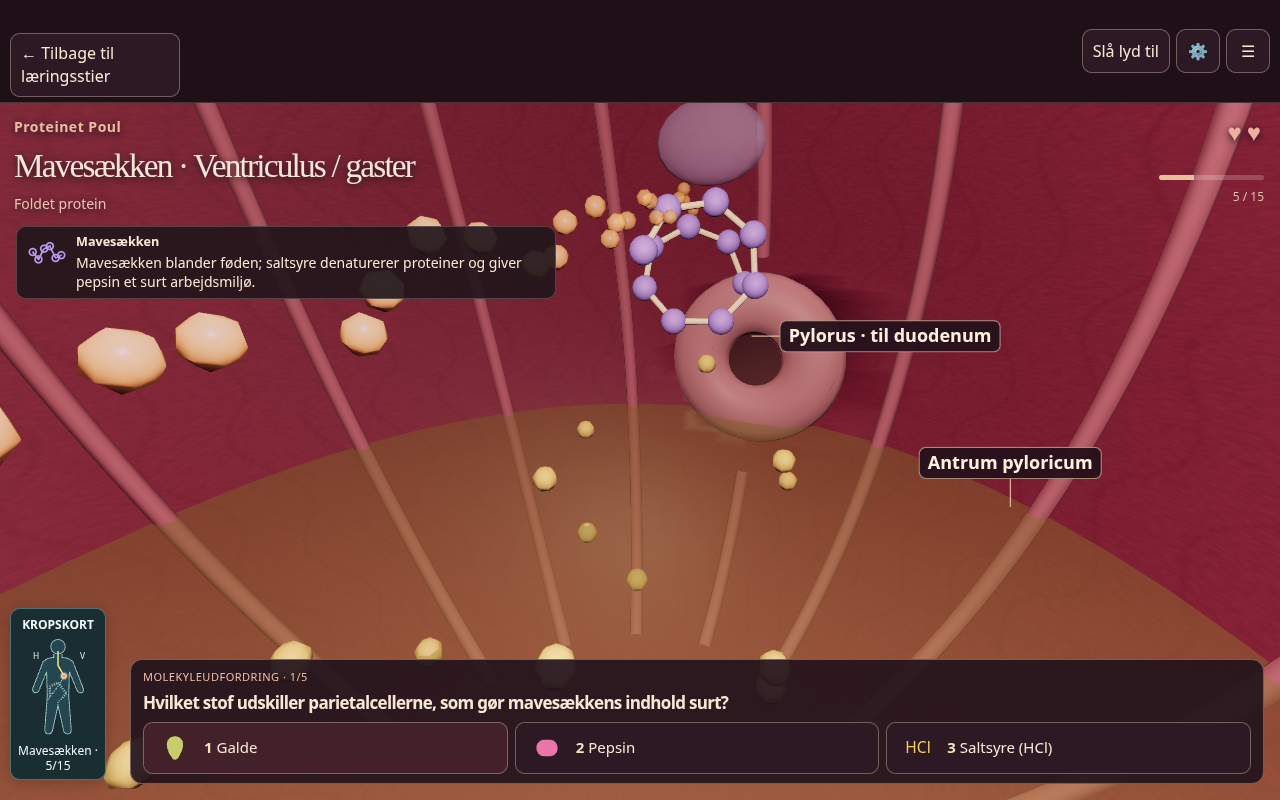 ← Tilbage til
læringsstier
Slå lyd til
Proteinet Poul
Mavesækken · Ventriculus / gaster
Foldet protein
5 / 15
Mavesækken
Mavesækken blander føden; saltsyre denaturerer proteiner og giver
pepsin et surt arbejdsmiljø.
Pylorus · til duodenum
Antrum pyloricum
KROPSKORT
H V
Mavesækken ·
5/15
MOLEKYLEUDFORDRING · 1/5
Hvilket stof udskiller parietalcellerne, som gør mavesækkens indhold surt?
1 Galde
2 Pepsin
HCl 3 Saltsyre (HCl)